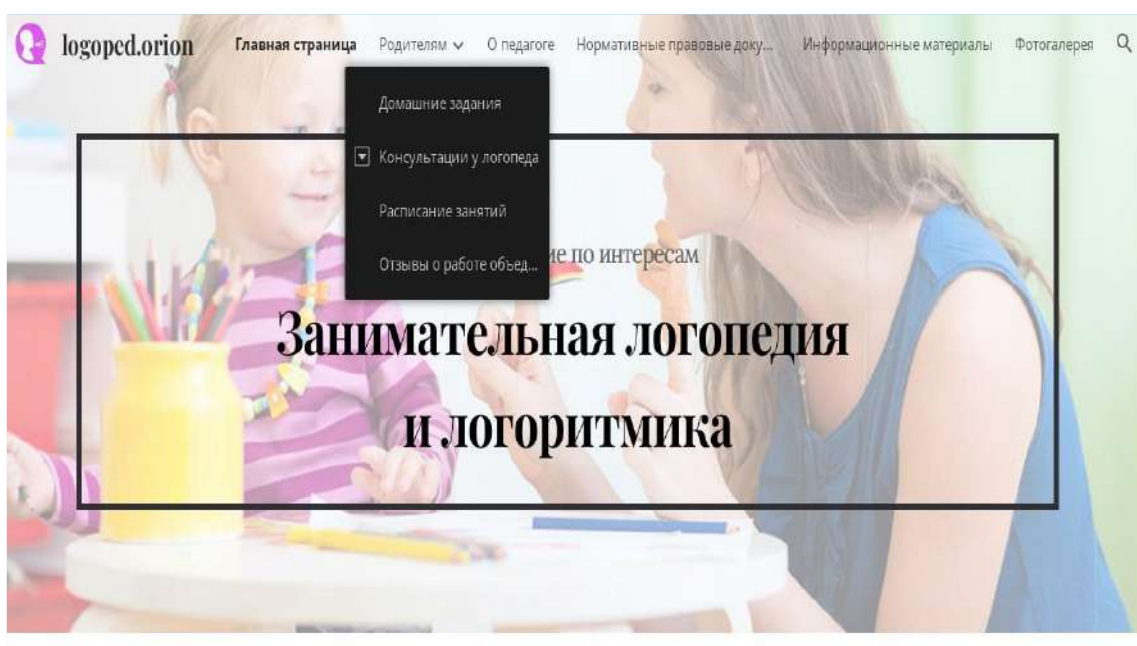 logoped.orion Главная страница Родителям О педагоге Нормативные правовые доку... Информационные материалы Фотогалерея
Домашние задания
Консультации у логопеда
Расписание занятий
Отзывы о работе объед...
по интересам
Занимательная логопедия
и логоритмика